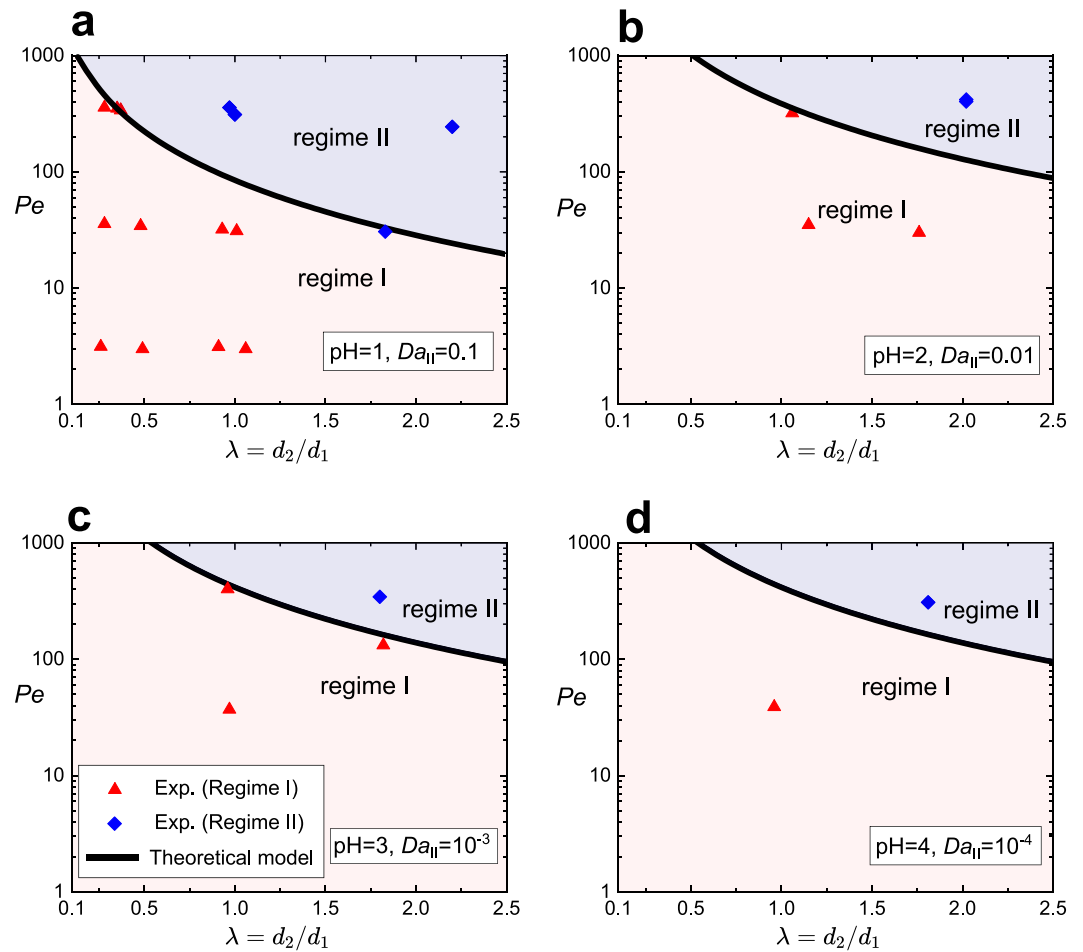 a
1000
100
Pe
10
1
regime II
regime I
pH=1, Da_II=0.1
0.1 0.5 1.0 1.5 2.0 2.5
λ = d₂/d₁
b
1000
100
Pe
10
1
regime II
regime I
pH=2, Da_II=0.01
0.1 0.5 1.0 1.5 2.0 2.5
λ = d₂/d₁
c
1000
100
Pe
10
1
regime II
regime I
Exp. (Regime I)
Exp. (Regime II)
Theoretical model
pH=3, Da_II=10⁻³
0.1 0.5 1.0 1.5 2.0 2.5
λ = d₂/d₁
d
1000
100
Pe
10
1
regime II
regime I
pH=4, Da_II=10⁻⁴
0.1 0.5 1.0 1.5 2.0 2.5
λ = d₂/d₁